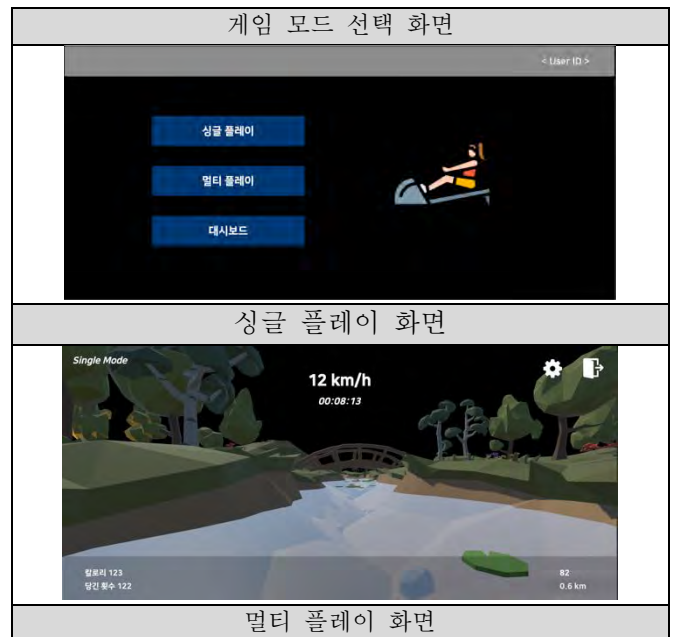 게임 모드 선택 화면
< User ID >
싱글 플레이
멀티 플레이
대시보드
싱글 플레이 화면
Single Mode
12 km/h
00:08:13
칼로리 123
당긴 횟수 122
82
0.6 km
멀티 플레이 화면